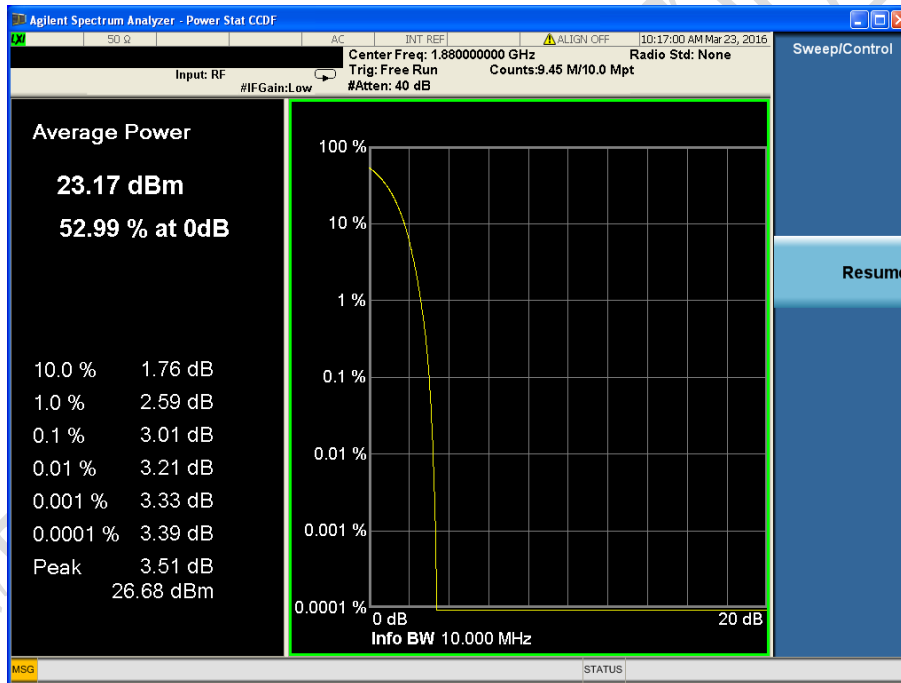 Agilent Spectrum Analyzer - Power Stat CCDF
LXI 50 Ω AC INT REF ALIGN OFF 10:17:00 AM Mar 23, 2016
Center Freq: 1.880000000 GHz Radio Std: None
Input: RF Trig: Free Run Counts:9.45 M/10.0 Mpt
#IFGain:Low #Atten: 40 dB
Sweep/Control
Resume
Average Power
23.17 dBm
52.99 % at 0dB
10.0 % 1.76 dB
1.0 % 2.59 dB
0.1 % 3.01 dB
0.01 % 3.21 dB
0.001 % 3.33 dB
0.0001 % 3.39 dB
Peak 3.51 dB
26.68 dBm
100 %
10 %
1 %
0.1 %
0.01 %
0.001 %
0.0001 %
0 dB 20 dB
Info BW 10.000 MHz
MSG STATUS